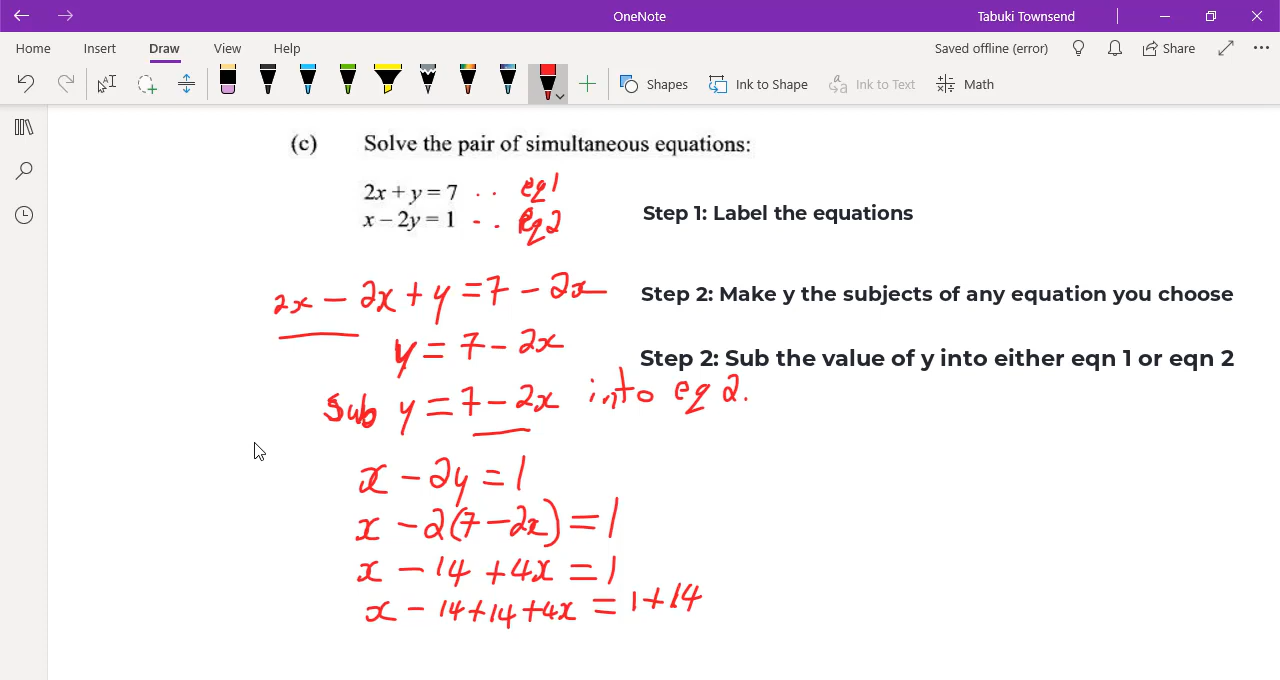 OneNote
Tabuki Townsend
Home Insert Draw View Help
Saved offline (error) Share
Shapes Ink to Shape Ink to Text Math
(c) Solve the pair of simultaneous equations:
2x + y = 7 .. eq1
x − 2y = 1 -.. eq2
Step 1: Label the equations
2x − 2x + y = 7 − 2x
Step 2: Make y the subjects of any equation you choose
y = 7 − 2x
Step 2: Sub the value of y into either eqn 1 or eqn 2
Sub y = 7 − 2x into eq 2.
x − 2y = 1
x − 2(7 − 2x) = 1
x − 14 + 4x = 1
x − 14 + 14 + 4x = 1 + 14